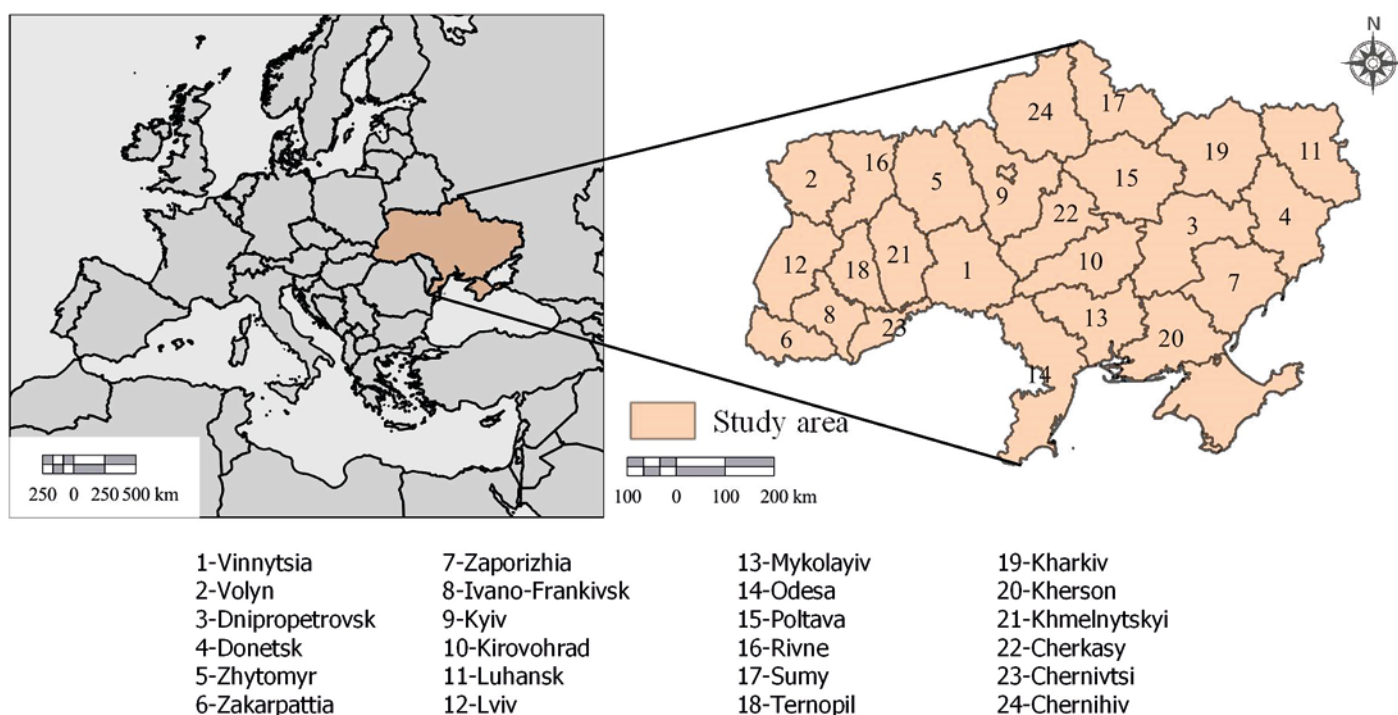 N
24
17
19
11
16
2
5
9
15
22
3
4
12
18
21
1
10
7
8
23
13
20
6
14
Study area
250 0 250 500 km
100 0 100 200 km
1-Vinnytsia
2-Volyn
3-Dnipropetrovsk
4-Donetsk
5-Zhytomyr
6-Zakarpattia
7-Zaporizhia
8-Ivano-Frankivsk
9-Kyiv
10-Kirovohrad
11-Luhansk
12-Lviv
13-Mykolayiv
14-Odesa
15-Poltava
16-Rivne
17-Sumy
18-Ternopil
19-Kharkiv
20-Kherson
21-Khmelnytskyi
22-Cherkasy
23-Chernivtsi
24-Chernihiv